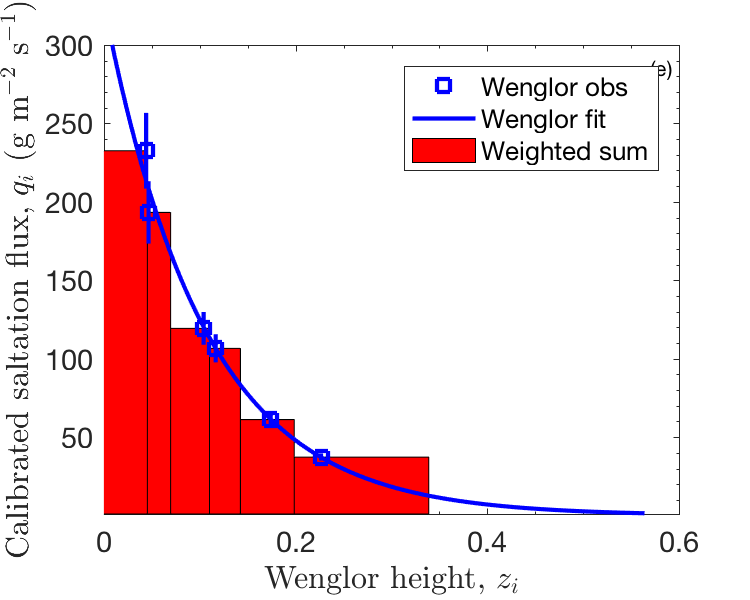 Calibrated saltation flux, qᵢ (g m⁻² s⁻¹)
300
250
200
150
100
50
0
0.2
0.4
0.6
Wenglor height, zᵢ
(e)
Wenglor obs
Wenglor fit
Weighted sum